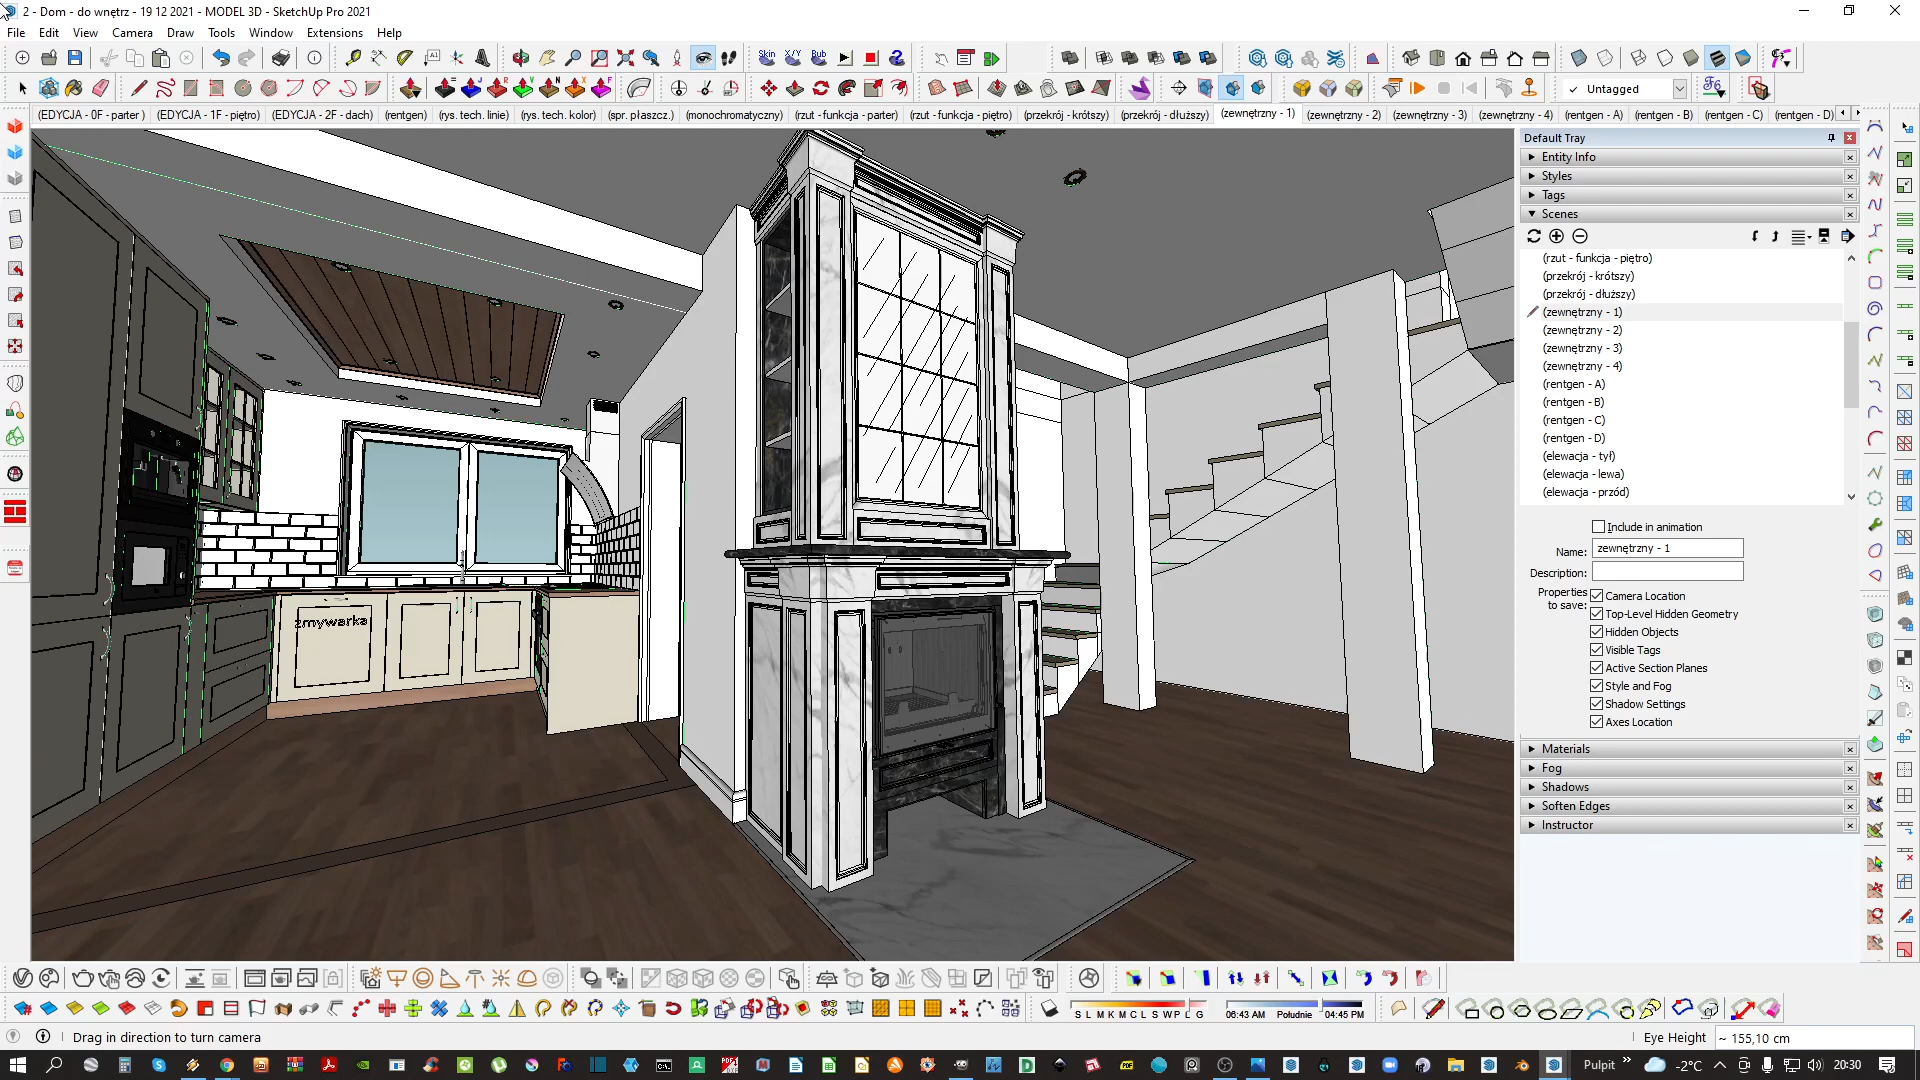 2 - Dom - do wnętrz - 19 12 2021 - MODEL 3D - SketchUp Pro 2021
File Edit View Camera Draw Tools Window Extensions Help
Skin X/Y Bub
Untagged
(EDYCJA - 0F - parter ) (EDYCJA - 1F - piętro) (EDYCJA - 2F - dach) (rentgen) (rys. tech. linie) (rys. tech. kolor) (spr. płaszcz.) (monochromatyczny) (rzut - funkcja - parter) (rzut - funkcja - piętro) (przekrój - krótszy) (przekrój - dłuższy) (zewnętrzny - 1) (zewnętrzny - 2) (zewnętrzny - 3) (zewnętrzny - 4) (rentgen - A) (rentgen - B) (rentgen - C) (rentgen - D)
Default Tray
Entity Info
Styles
Tags
Scenes
(rzut - funkcja - piętro)
(przekrój - krótszy)
(przekrój - dłuższy)
(zewnętrzny - 1)
(zewnętrzny - 2)
(zewnętrzny - 3)
(zewnętrzny - 4)
(rentgen - A)
(rentgen - B)
(rentgen - C)
(rentgen - D)
(elewacja - tył)
(elewacja - lewa)
(elewacja - przód)
Include in animation
Name: zewnętrzny - 1
Description:
Properties to save:
Camera Location
Top-Level Hidden Geometry
Hidden Objects
Visible Tags
Active Section Planes
Style and Fog
Shadow Settings
Axes Location
Materials
Fog
Shadows
Soften Edges
Instructor
zmywarka
S L M K M C L S W P L G
06:43 AM Południe 04:45 PM
Drag in direction to turn camera
Eye Height ~ 155,10 cm
Pulpit
-2°C
20:30